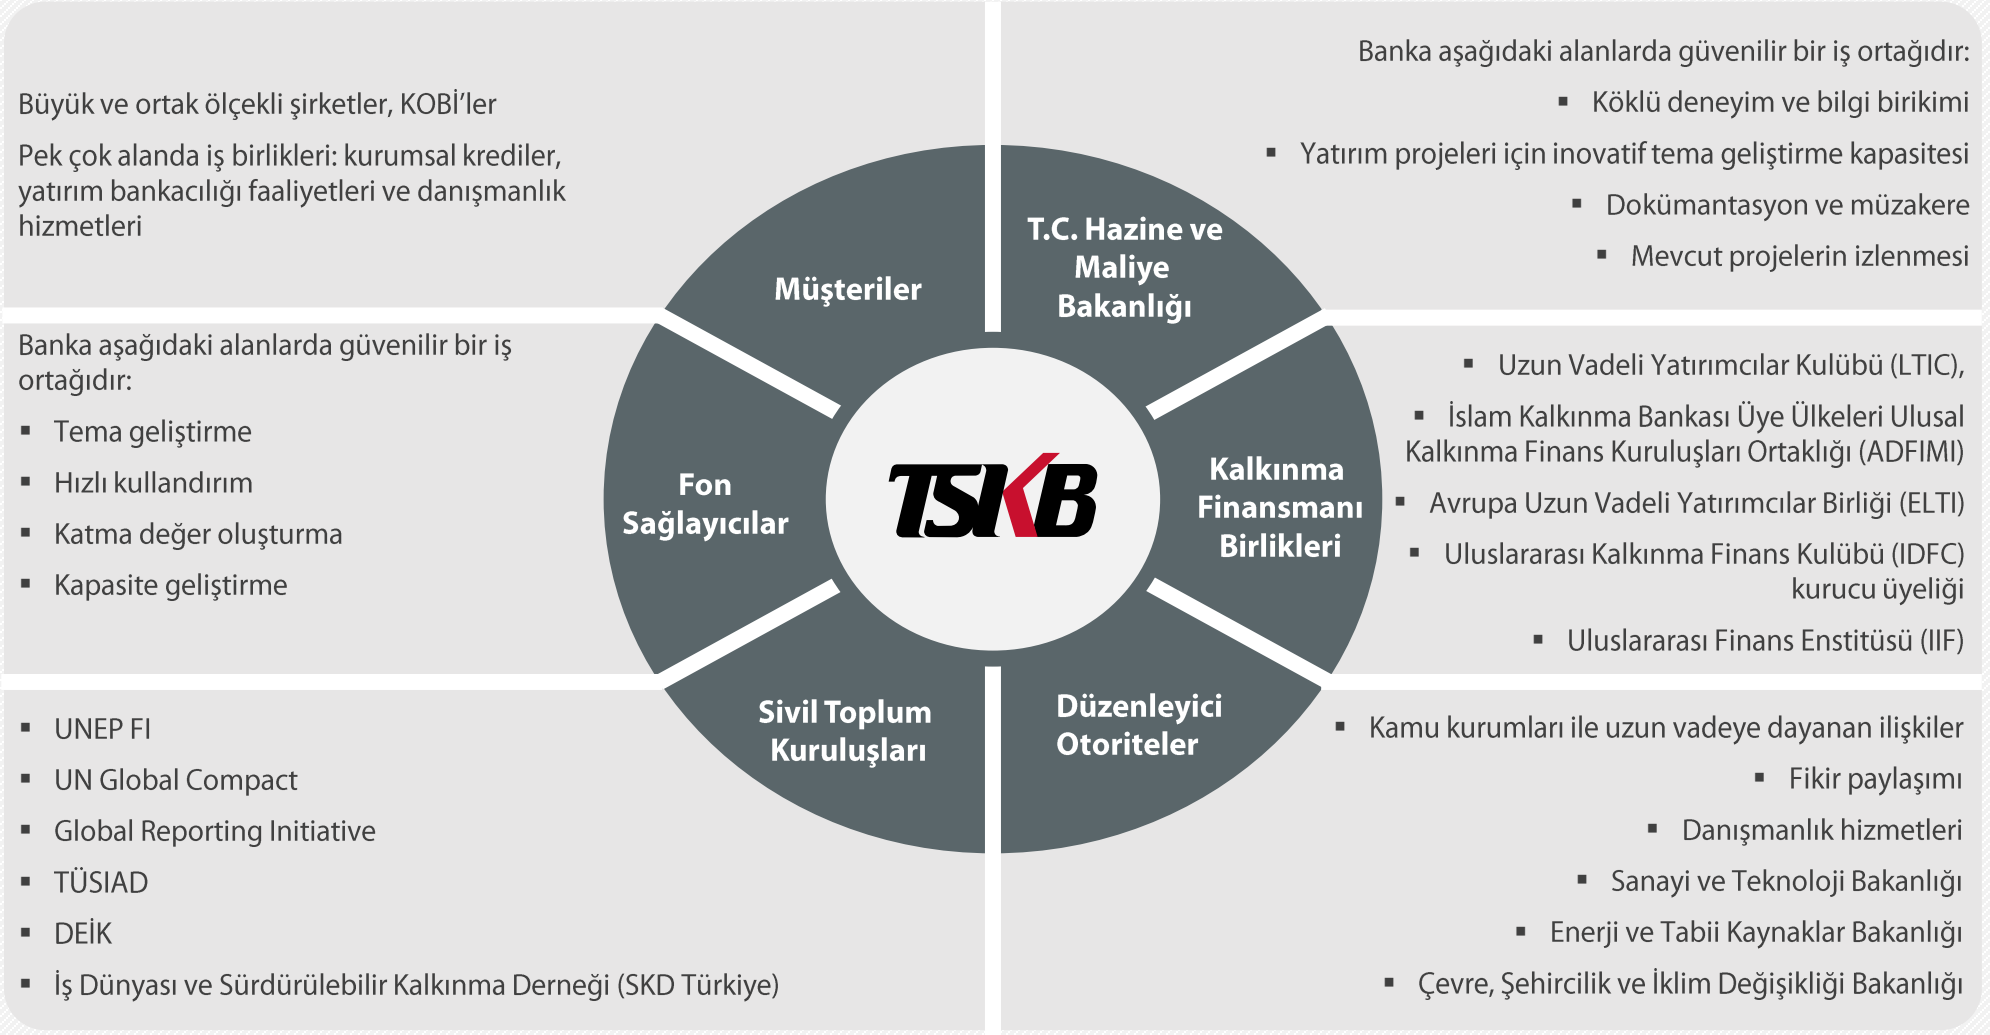 Büyük ve ortak ölçekli şirketler, KOBİ’ler
Pek çok alanda iş birlikleri: kurumsal krediler,
yatırım bankacılığı faaliyetleri ve danışmanlık
hizmetleri
Müşteriler
Banka aşağıdaki alanlarda güvenilir bir iş ortağıdır:
▪ Köklü deneyim ve bilgi birikimi
▪ Yatırım projeleri için inovatif tema geliştirme kapasitesi
▪ Dokümantasyon ve müzakere
▪ Mevcut projelerin izlenmesi
T.C. Hazine ve
Maliye
Bakanlığı
Banka aşağıdaki alanlarda güvenilir bir iş
ortağıdır:
▪ Tema geliştirme
▪ Hızlı kullandırım
▪ Katma değer oluşturma
▪ Kapasite geliştirme
Fon
Sağlayıcılar
TSKB
Kalkınma
Finansmanı
Birlikleri
▪ Uzun Vadeli Yatırımcılar Kulübü (LTIC),
▪ İslam Kalkınma Bankası Üye Ülkeleri Ulusal
Kalkınma Finans Kuruluşları Ortaklığı (ADFIMI)
▪ Avrupa Uzun Vadeli Yatırımcılar Birliği (ELTI)
▪ Uluslararası Kalkınma Finans Kulübü (IDFC)
kurucu üyeliği
▪ Uluslararası Finans Enstitüsü (IIF)
Sivil Toplum
Kuruluşları
▪ UNEP FI
▪ UN Global Compact
▪ Global Reporting Initiative
▪ TÜSIAD
▪ DEİK
▪ İş Dünyası ve Sürdürülebilir Kalkınma Derneği (SKD Türkiye)
Düzenleyici
Otoriteler
▪ Kamu kurumları ile uzun vadeye dayanan ilişkiler
▪ Fikir paylaşımı
▪ Danışmanlık hizmetleri
▪ Sanayi ve Teknoloji Bakanlığı
▪ Enerji ve Tabii Kaynaklar Bakanlığı
▪ Çevre, Şehircilik ve İklim Değişikliği Bakanlığı